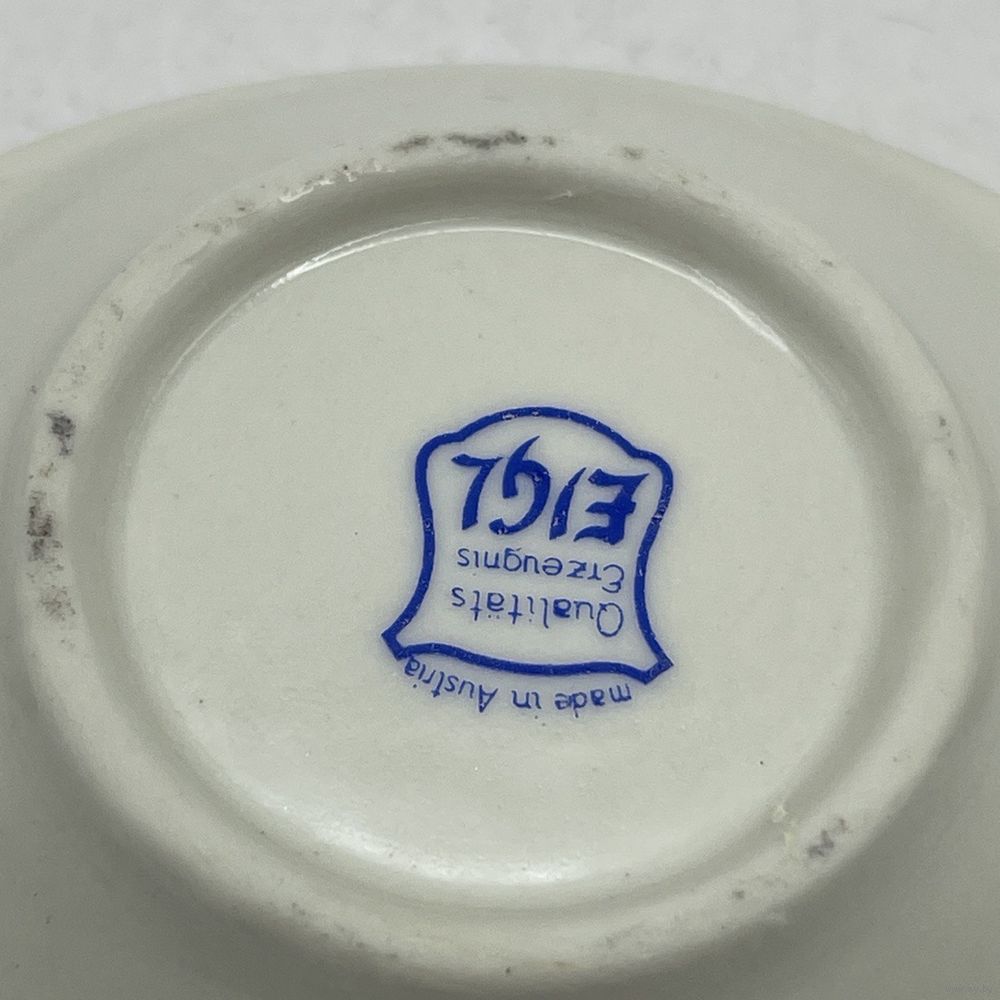 made in Austria
Qualitäts
Erzeugnis
EIGL